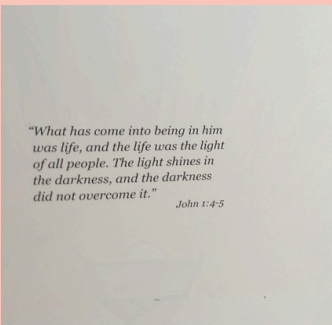 “What has come into being in him
was life, and the life was the light
of all people. The light shines in
the darkness, and the darkness
did not overcome it.”
John 1:4-5